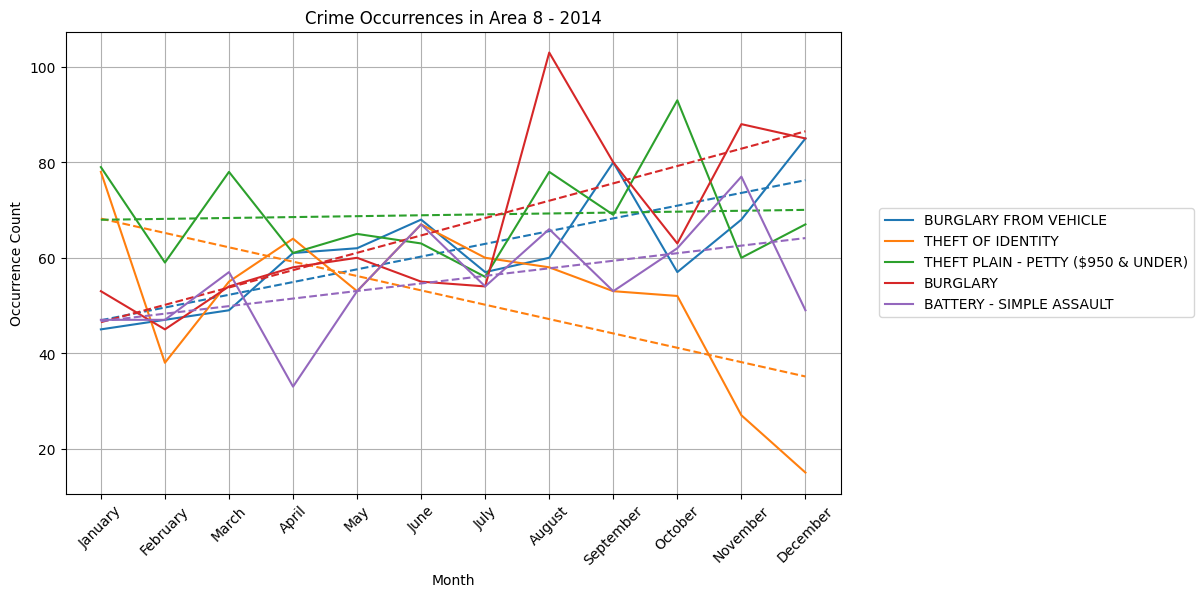 Crime Occurrences in Area 8 - 2014
Occurrence Count
100
80
60
40
20
January
February
March
April
May
June
July
August
September
October
November
December
Month
BURGLARY FROM VEHICLE
THEFT OF IDENTITY
THEFT PLAIN - PETTY ($950 & UNDER)
BURGLARY
BATTERY - SIMPLE ASSAULT